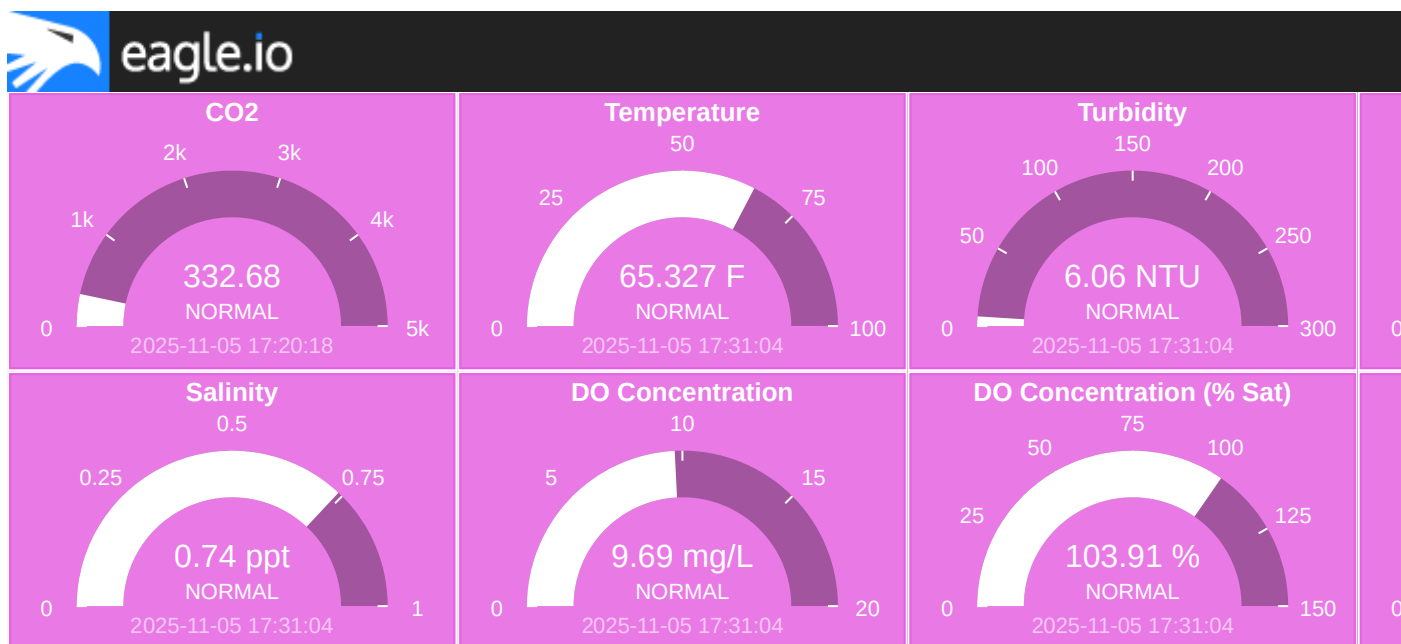 eagle.io
CO2
0
1k
2k
3k
4k
5k
332.68
NORMAL
2025-11-05 17:20:18
Temperature
0
25
50
75
100
65.327 F
NORMAL
2025-11-05 17:31:04
Turbidity
0
50
100
150
200
250
300
6.06 NTU
NORMAL
2025-11-05 17:31:04
0
Salinity
0
0.25
0.5
0.75
1
0.74 ppt
NORMAL
2025-11-05 17:31:04
DO Concentration
0
5
10
15
20
9.69 mg/L
NORMAL
2025-11-05 17:31:04
DO Concentration (% Sat)
0
25
50
75
100
125
150
103.91 %
NORMAL
2025-11-05 17:31:04
0